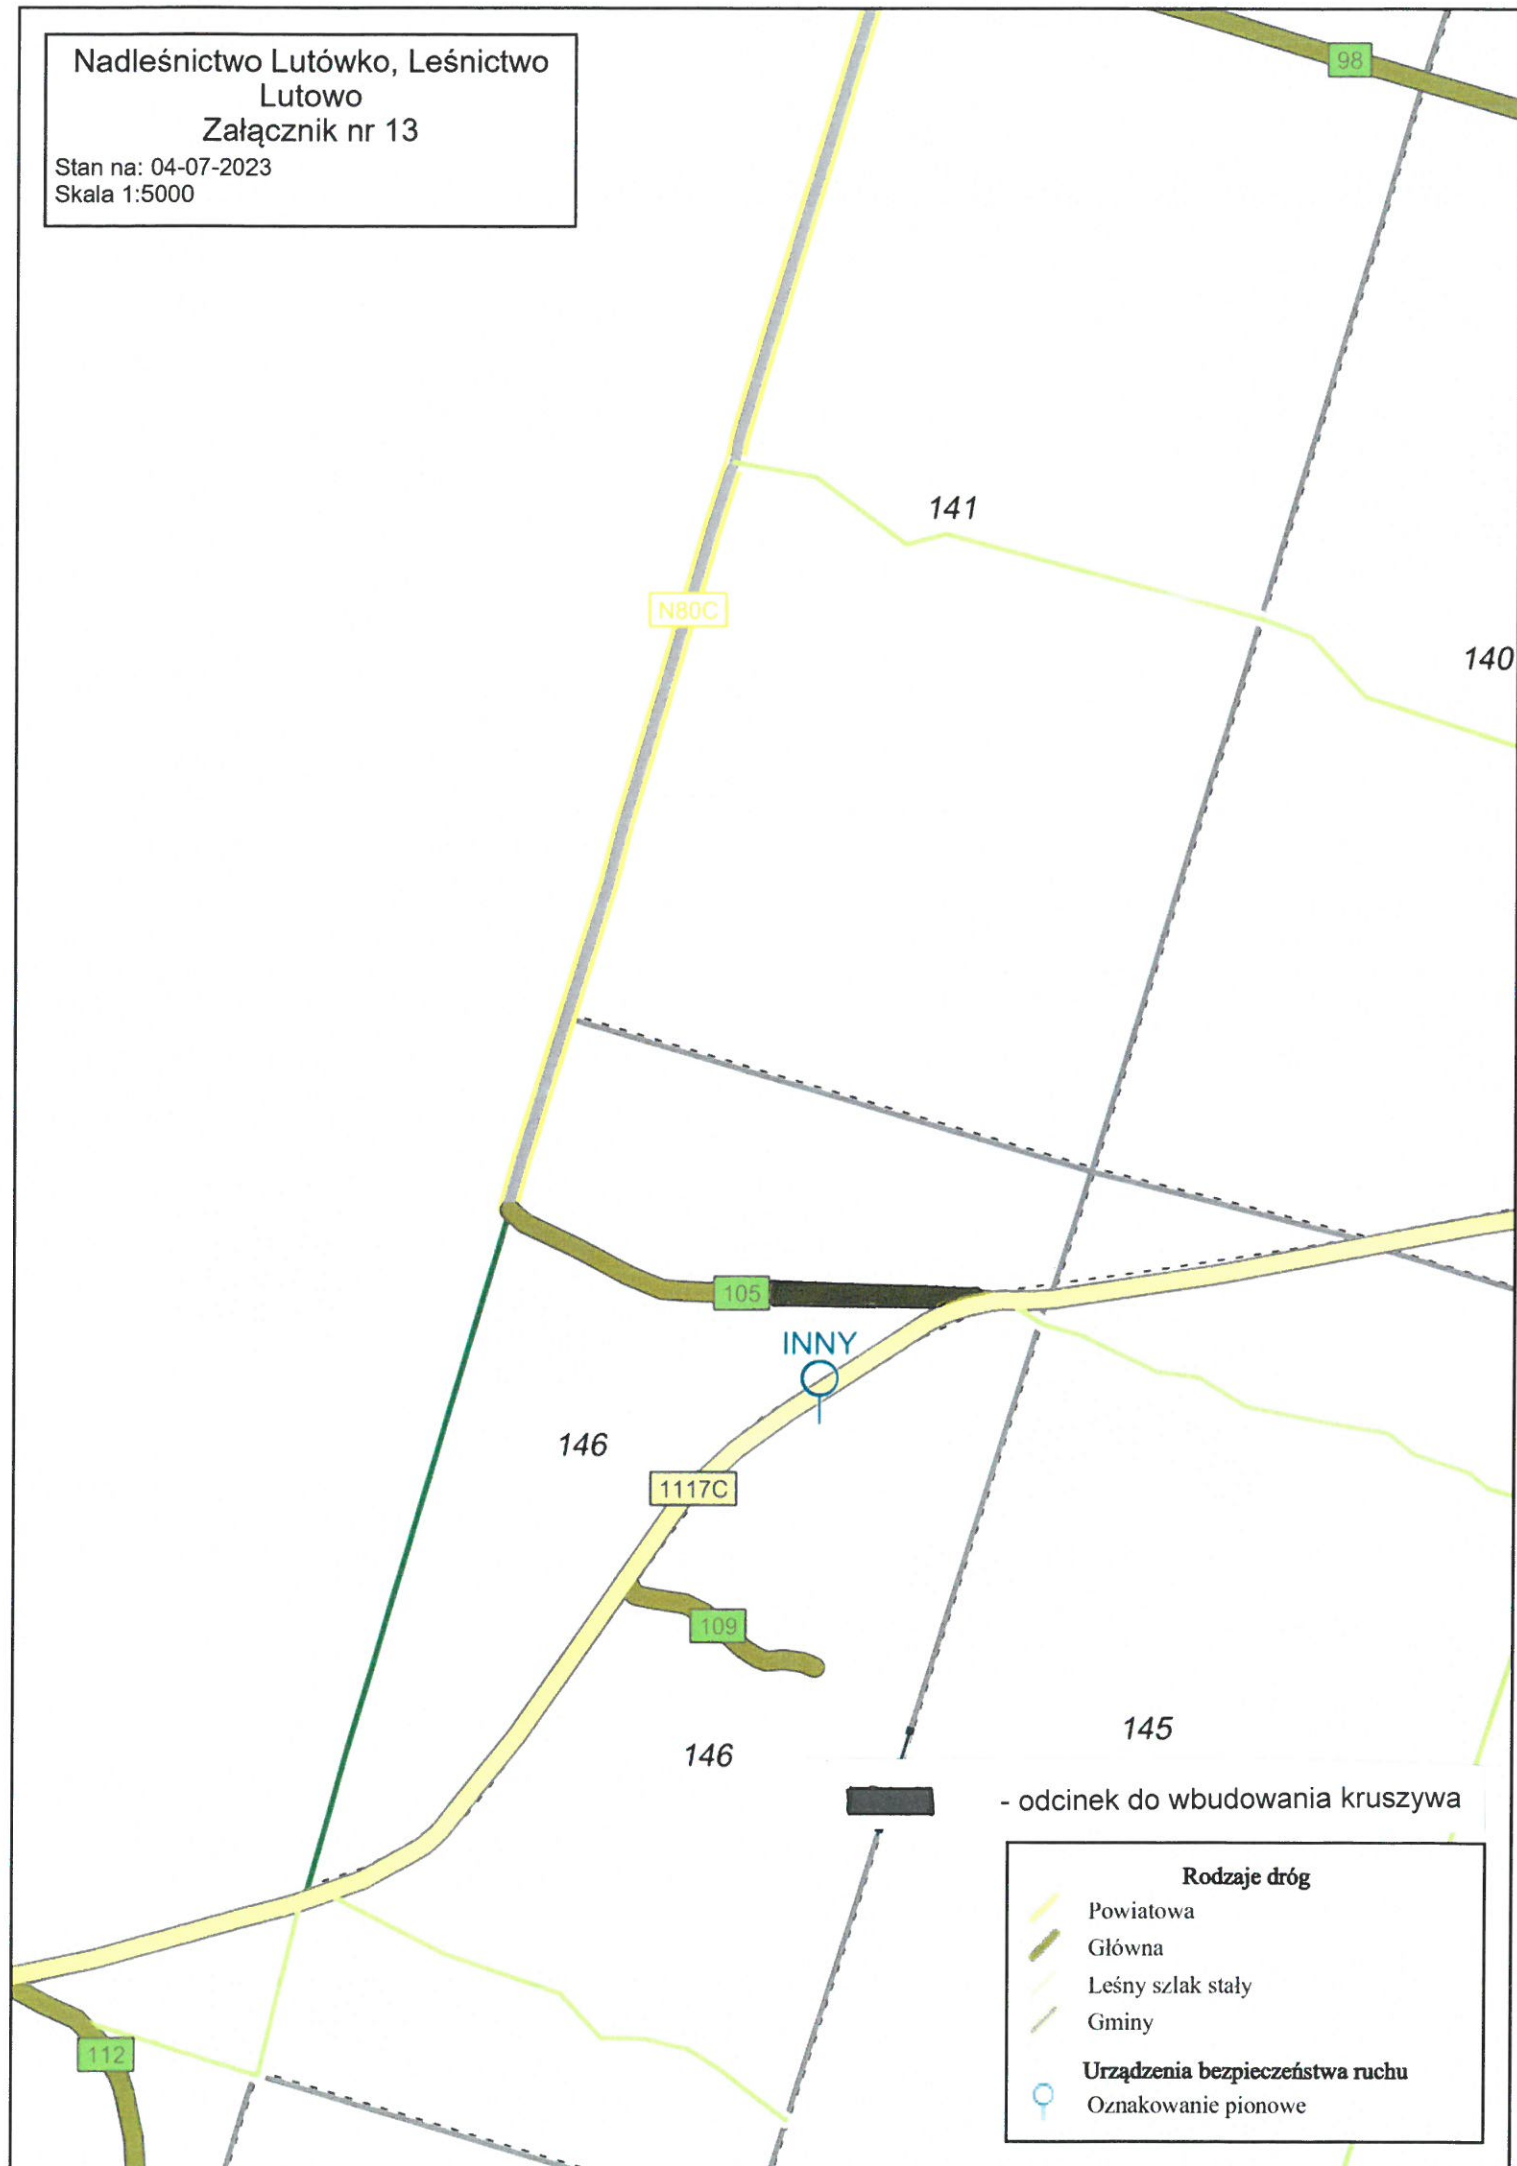 Nadleśnictwo Lutówko, Leśnictwo
Lutowo
Załącznik nr 13
Stan na: 04-07-2023
Skala 1:5000
98
141
N80C
140
105
INNY
146
1117C
109
146
145
- odcinek do wbudowania kruszywa
Rodzaje dróg
Powiatowa
Główna
Leśny szlak stały
Gminy
Urządzenia bezpieczeństwa ruchu
Oznakowanie pionowe
112